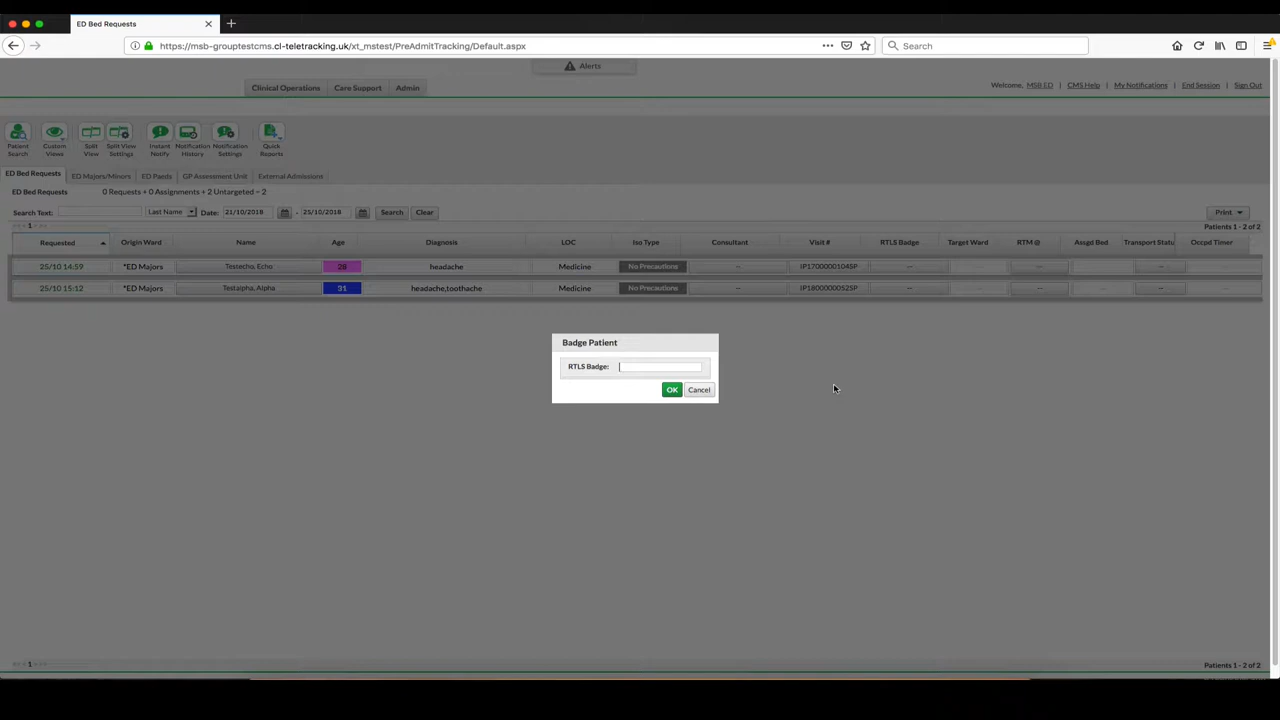 ED Bed Requests
https://msb-grouptestcms.cl-teletracking.uk/xt_mstest/PreAdmitTracking/Default.aspx
Search
Alerts
Clinical Operations Care Support Admin
Welcome, MSB ED CMS Help My Notifications End Session Sign Out
Patient Search Custom Views Split View Split View Settings Instant Notify Notification History Notification Settings Quick Reports
ED Bed Requests ED Majors/Minors ED Paeds GP Assessment Unit External Admissions
ED Bed Requests 0 Requests + 0 Assignments + 2 Untargeted = 2
Search Text: Last Name Date: 21/10/2018 - 25/10/2018 Search Clear Print
1 Patients 1 - 2 of 2
Requested Origin Ward Name Age Diagnosis LOC Iso Type Consultant Visit # RTLS Badge Target Ward RTM @ Assgd Bed Transport Statu Occpd Timer
25/10 14:59 *ED Majors Testecho, Echo 28 headache Medicine No Precautions -- IP1700000104SP -- -- --
25/10 15:12 *ED Majors Testalpha, Alpha 31 headache,toothache Medicine No Precautions -- IP1800000525SP -- -- --
Badge Patient
RTLS Badge:
OK Cancel
1 Patients 1 - 2 of 2